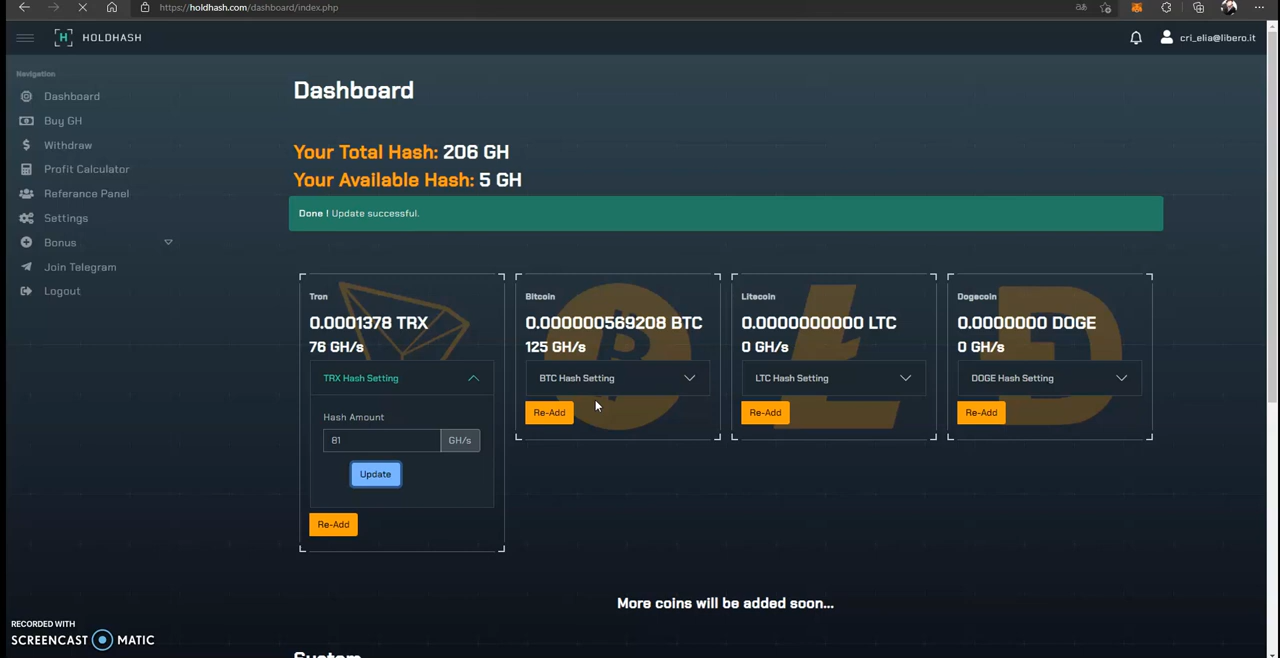 https://holdhash.com/dashboard/index.php
H HOLDHASH
cri_elia@libero.it
Navigation
Dashboard
Buy GH
Withdraw
Profit Calculator
Referance Panel
Settings
Bonus
Join Telegram
Logout
Dashboard
Your Total Hash: 206 GH
Your Available Hash: 5 GH
Done ! Update successful.
Tron
0.0001378 TRX
76 GH/s
TRX Hash Setting
Hash Amount
81 GH/s
Update
Re-Add
Bitcoin
0.000000569208 BTC
125 GH/s
BTC Hash Setting
Re-Add
Litecoin
0.0000000000 LTC
0 GH/s
LTC Hash Setting
Re-Add
Dogecoin
0.0000000 DOGE
0 GH/s
DOGE Hash Setting
Re-Add
More coins will be added soon...
System
RECORDED WITH
SCREENCAST MATIC